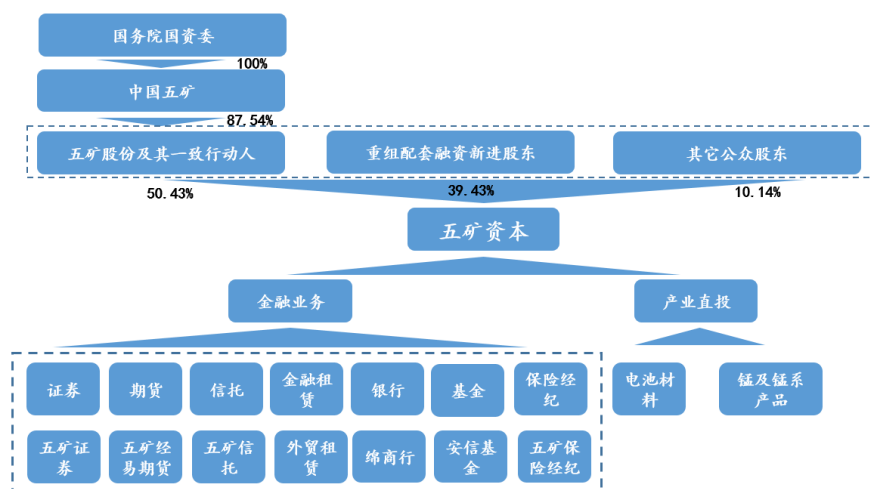 国务院国资委
100%
中国五矿
87.54%
五矿股份及其一致行动人
重组配套融资新进股东
其它公众股东
50.43%
39.43%
10.14%
五矿资本
金融业务
产业直投
证券
期货
信托
金融租
赁
银行
基金
保险经
纪
电池材
料
锰及锰系
产品
五矿证
券
五矿经
易期货
五矿信
托
外贸租
赁
绵商行
安信基
金
五矿保
险经纪